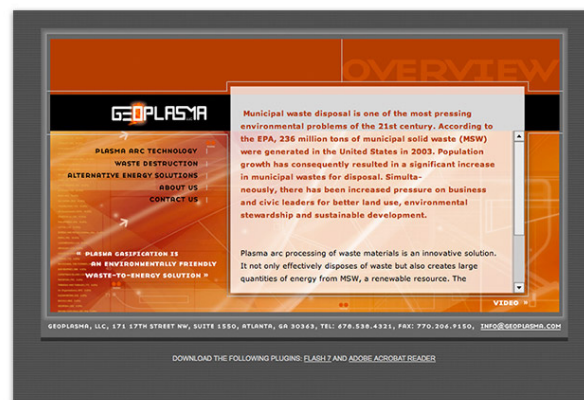 OVERVIEW
GEOPLASMA
PLASMA ARC TECHNOLOGY
WASTE DESTRUCTION
ALTERNATIVE ENERGY SOLUTIONS
ABOUT US
CONTACT US
« PLASMA GASIFICATION IS
AN ENVIRONMENTALLY FRIENDLY
WASTE-TO-ENERGY SOLUTION »
Municipal waste disposal is one of the most pressing
environmental problems of the 21st century. According to
the EPA, 236 million tons of municipal solid waste (MSW)
were generated in the United States in 2003. Population
growth has consequently resulted in a significant increase
in municipal wastes for disposal. Simulta-
neously, there has been increased pressure on business
and civic leaders for better land use, environmental
stewardship and sustainable development.
Plasma arc processing of waste materials is an innovative solution.
It not only effectively disposes of waste but also creates large
quantities of energy from MSW, a renewable resource. The
VIDEO »
GEOPLASMA, LLC, 171 17TH STREET NW, SUITE 1550, ATLANTA, GA 30363, TEL: 678.538.4321, FAX: 770.206.9150, INFO@GEOPLASMA.COM
DOWNLOAD THE FOLLOWING PLUGINS: FLASH 7 AND ADOBE ACROBAT READER